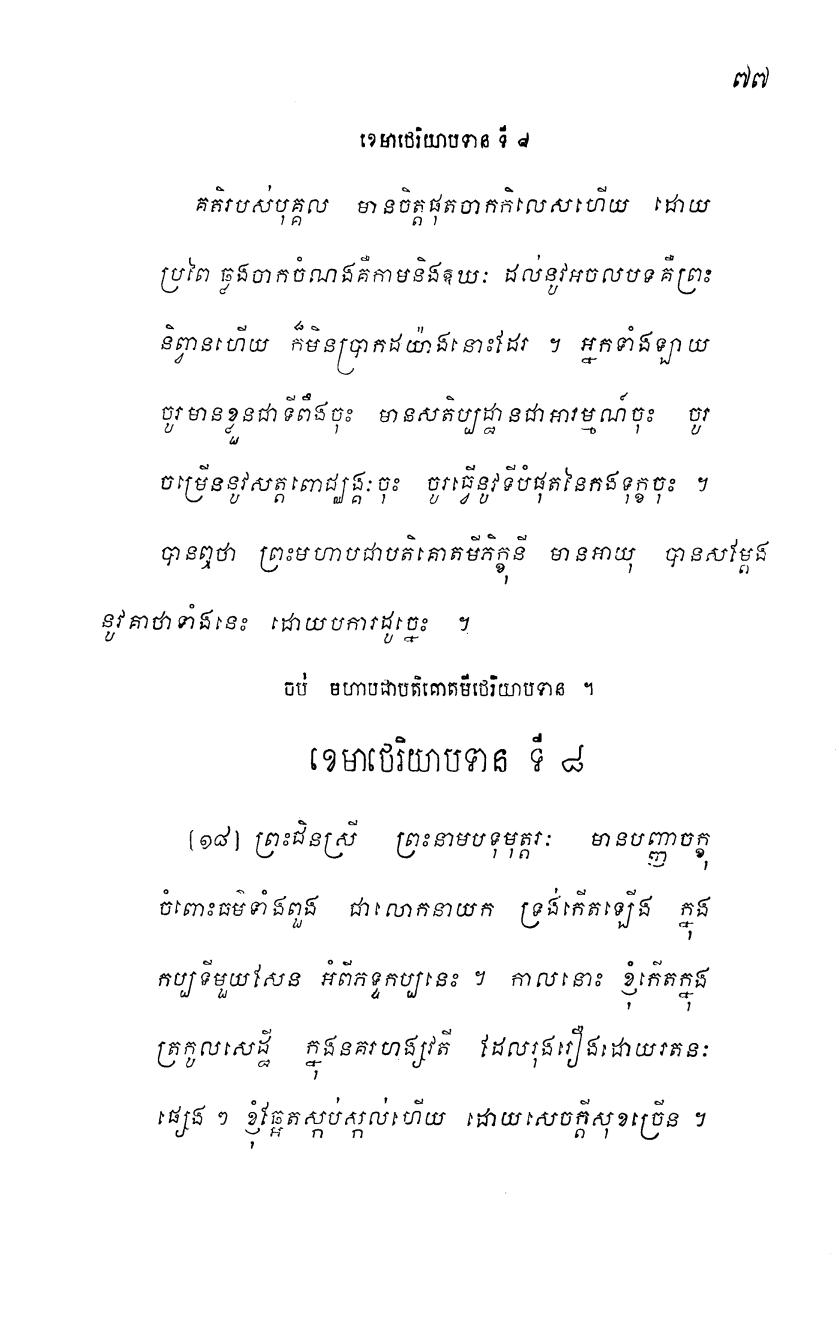 ៧៧
ខេមាថេរិយាបទាន ទី ៨
គតិរបស់បុគ្គល មានចិត្តផុតចាកកិលេសហើយ ដោយ
ប្រពៃ ឆ្លងចាកចំណងគឺកាមនិងឱឃៈ ដល់នូវអចលបទគឺព្រះ
និព្វានហើយ ក៏មិនប្រាកដយ៉ាងនោះដែរ ។ អ្នកទាំងឡាយ
ចូរមានខ្លួនជាទីពឹងចុះ មានសតិប្បដ្ឋានជាអារម្មណ៍ចុះ ចូរ
ចម្រើននូវសត្តពោជ្ឈង្គៈចុះ ចូរធ្វើនូវទីបំផុតនៃកងទុក្ខចុះ ។
បានឮថា ព្រះមហាបជាបតិគោតមីភិក្ខុនី មានអាយុ បានសម្ដែង
នូវគាថាទាំងនេះ ដោយបការដូច្នេះ ។
ចប់ មហាបជាបតិគោតមីថេរិយាបទាន ។
ខេមាថេរិយាបទាន ទី ៨
[១៨] ព្រះជិនស្រី ព្រះនាមបទុមុត្តរៈ មានបញ្ញាចក្ខុ
ចំពោះធម៌ទាំងពួង ជាលោកនាយក ទ្រង់កើតឡើង ក្នុង
កប្បទីមួយសែន អំពីភទ្ទកប្បនេះ ។ កាលនោះ ខ្ញុំកើតក្នុង
ត្រកូលសេដ្ឋី ក្នុងនគរហង្សវតី ដែលរុងរឿងដោយរតនៈ
ផ្សេង ៗ ខ្ញុំឆ្អែតស្កប់ស្កល់ហើយ ដោយសេចក្ដីសុខច្រើន ។